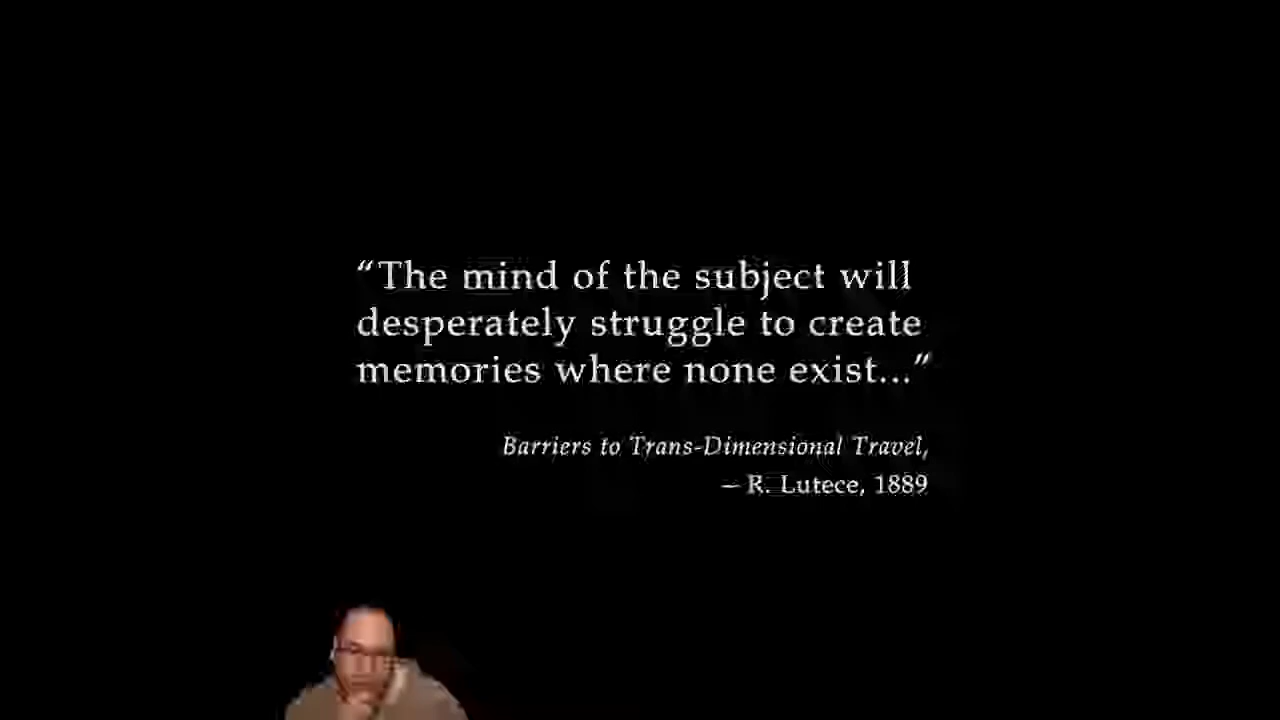 “The mind of the subject will
desperately struggle to create
memories where none exist...”
Barriers to Trans-Dimensional Travel,
– R. Lutece, 1889